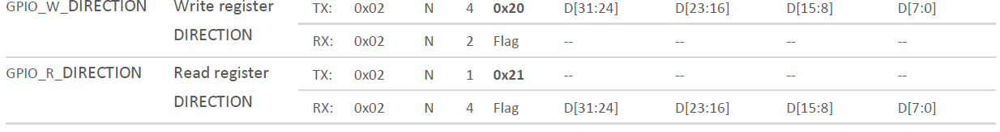 GPIO_W_DIRECTION Write register TX: 0x02 N 4 0x20 D[31:24] D[23:16] D[15:8] D[7:0]
DIRECTION RX: 0x02 N 2 Flag -- -- -- --
GPIO_R_DIRECTION Read register TX: 0x02 N 1 0x21 -- -- -- --
DIRECTION RX: 0x02 N 4 Flag D[31:24] D[23:16] D[15:8] D[7:0]